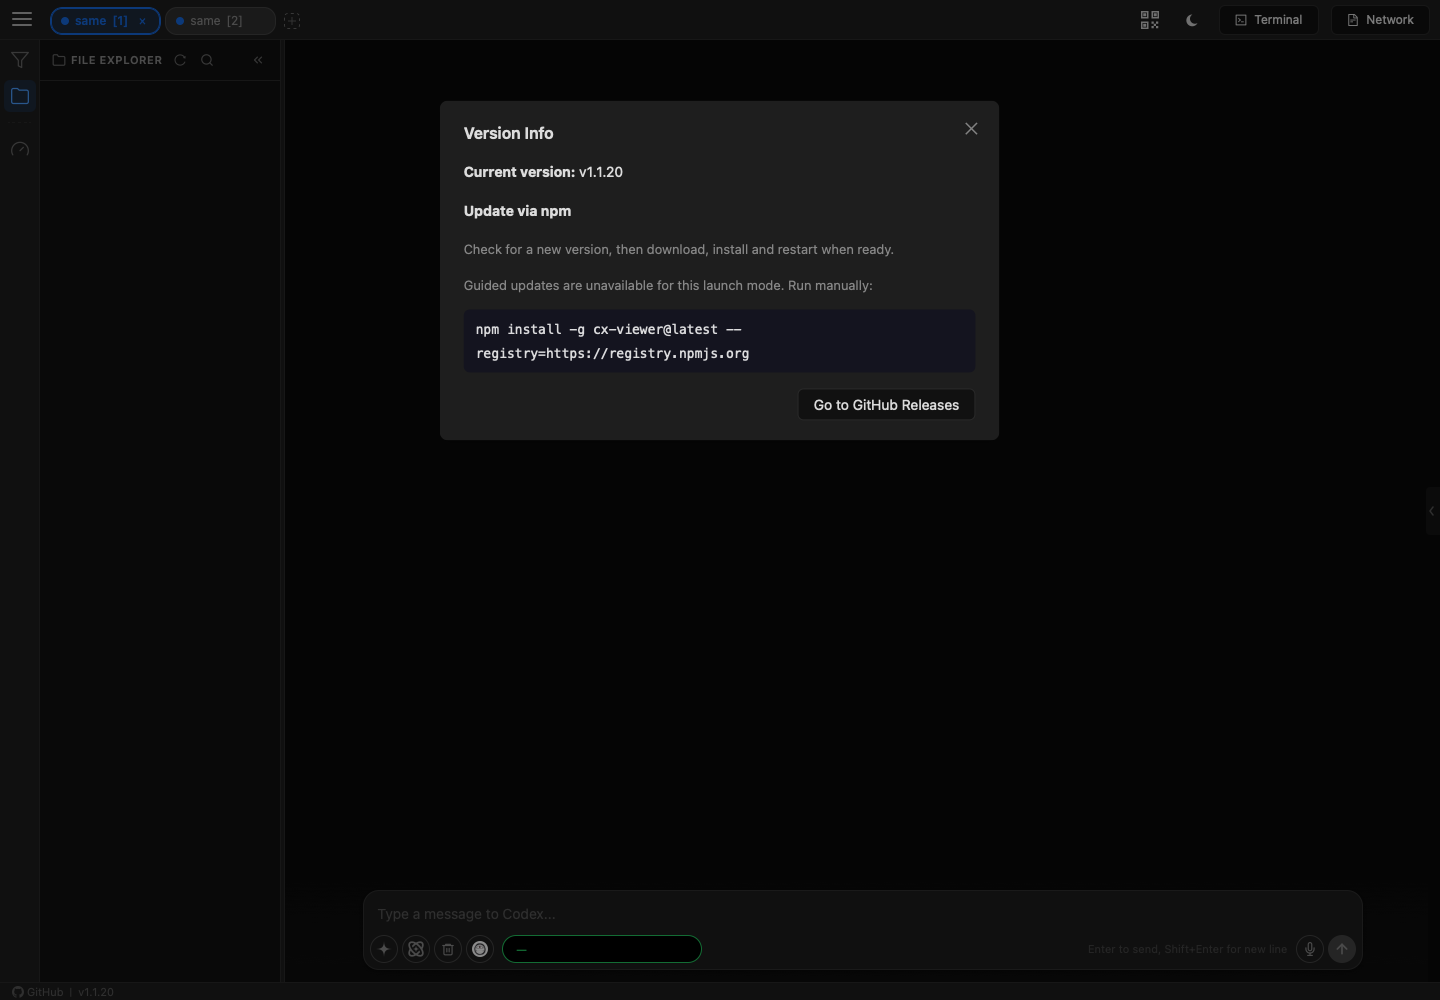 same [1] ×
same [2]
Terminal
Network
FILE EXPLORER
Version Info
Current version: v1.1.20
Update via npm
Check for a new version, then download, install and restart when ready.
Guided updates are unavailable for this launch mode. Run manually:
npm install -g cx-viewer@latest --
registry=https://registry.npmjs.org
Go to GitHub Releases
Type a message to Codex...
Enter to send, Shift+Enter for new line
GitHub | v1.1.20